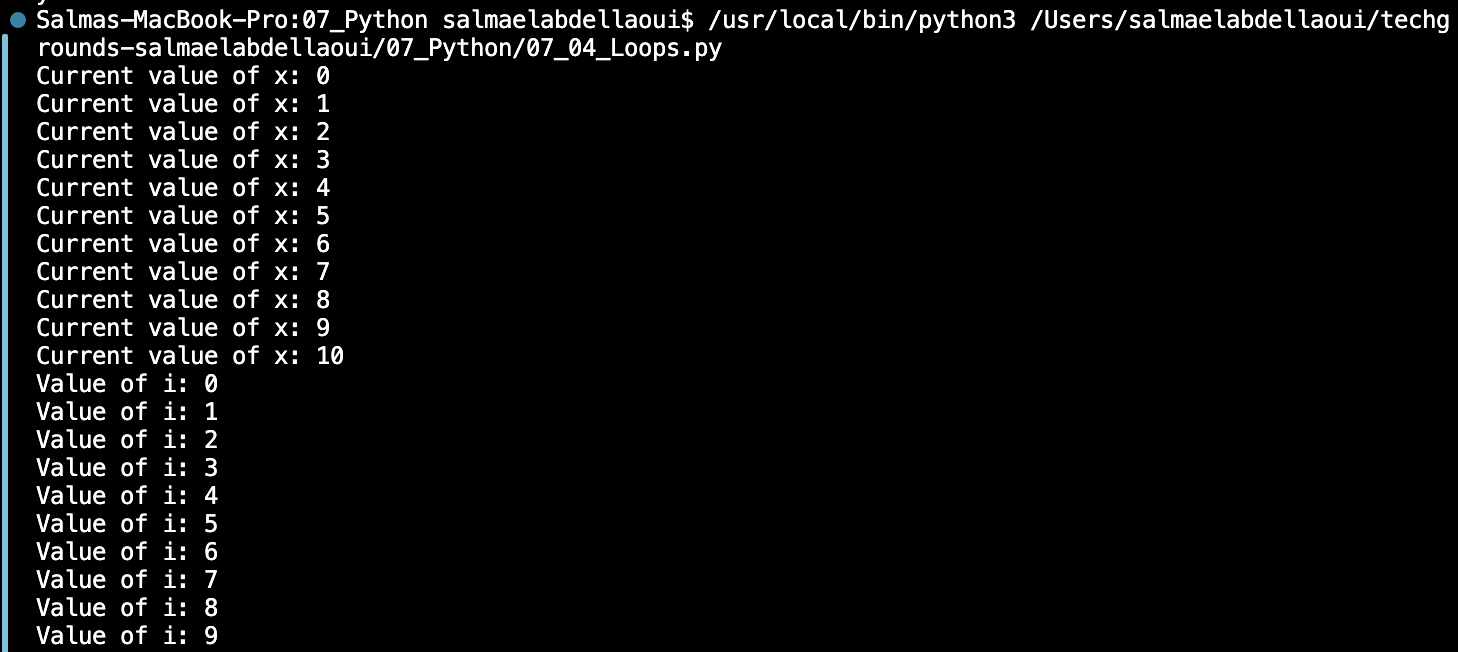 Salmas-MacBook-Pro:07_Python salmaelabdellaoui$ /usr/local/bin/python3 /Users/salmaelabdellaoui/techg
rounds-salmaelabdellaoui/07_Python/07_04_Loops.py
Current value of x: 0
Current value of x: 1
Current value of x: 2
Current value of x: 3
Current value of x: 4
Current value of x: 5
Current value of x: 6
Current value of x: 7
Current value of x: 8
Current value of x: 9
Current value of x: 10
Value of i: 0
Value of i: 1
Value of i: 2
Value of i: 3
Value of i: 4
Value of i: 5
Value of i: 6
Value of i: 7
Value of i: 8
Value of i: 9